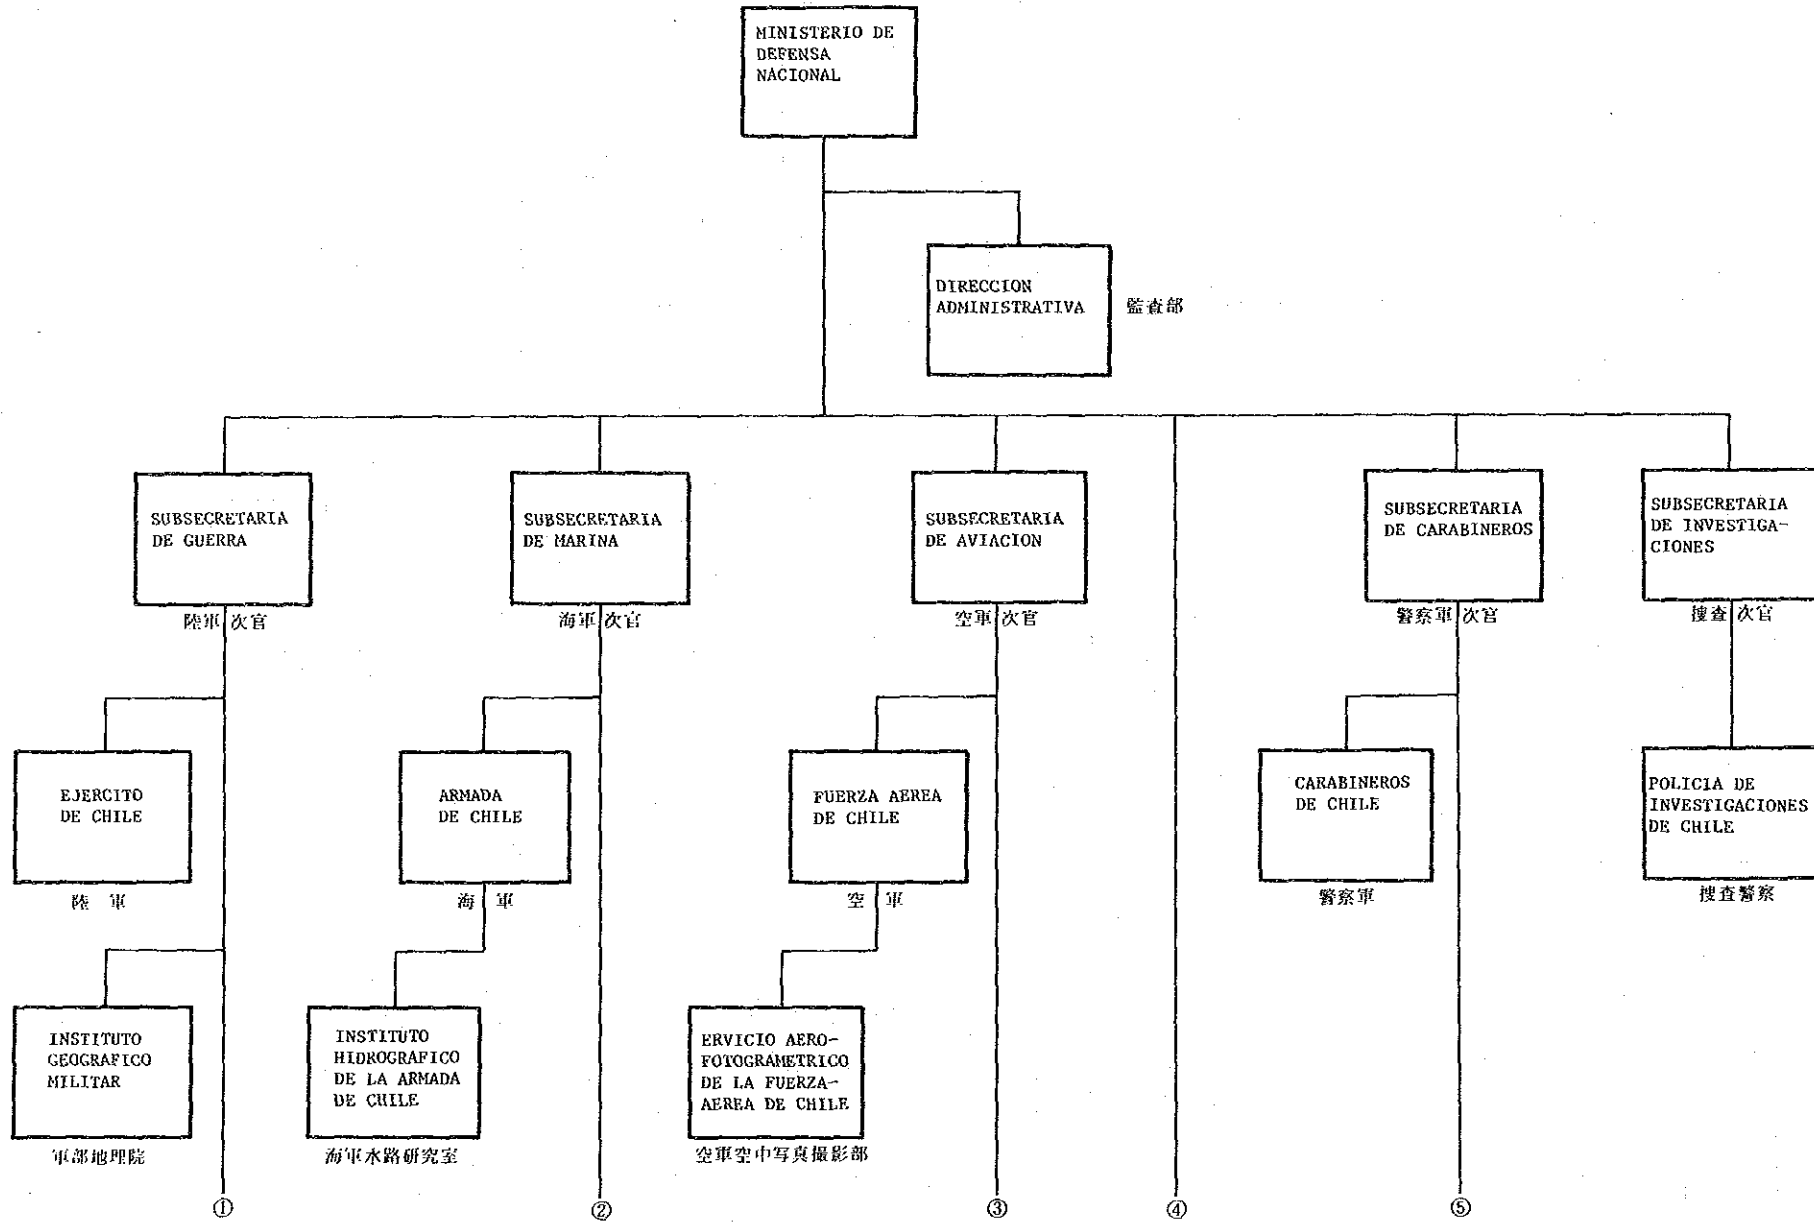 MINISTERIO DE
DEFENSA
NACIONAL
DIRECCION
ADMINISTRATIVA
監査部
SUBSECRETARIA
DE GUERRA
陸軍次官
SUBSECRETARIA
DE MARINA
海軍次官
SUBSECRETARIA
DE AVIACION
空軍次官
SUBSECRETARIA
DE CARABINEROS
警察軍次官
SUBSECRETARIA
DE INVESTIGA-
CIONES
捜査次官
EJERCITO
DE CHILE
陸 軍
ARMADA
DE CHILE
海 軍
FUERZA AEREA
DE CHILE
空 軍
CARABINEROS
DE CHILE
警察軍
POLICIA DE
INVESTIGACIONES
DE CHILE
捜査警察
INSTITUTO
GEOGRAFICO
MILITAR
軍部地理院
INSTITUTO
HIDROGRAFICO
DE LA ARMADA
DE CHILE
海軍水路研究室
ERVICIO AERO-
FOTOGRAMETRICO
DE LA FUERZA-
AEREA DE CHILE
空軍空中写真撮影部
① ② ③ ④ ⑤